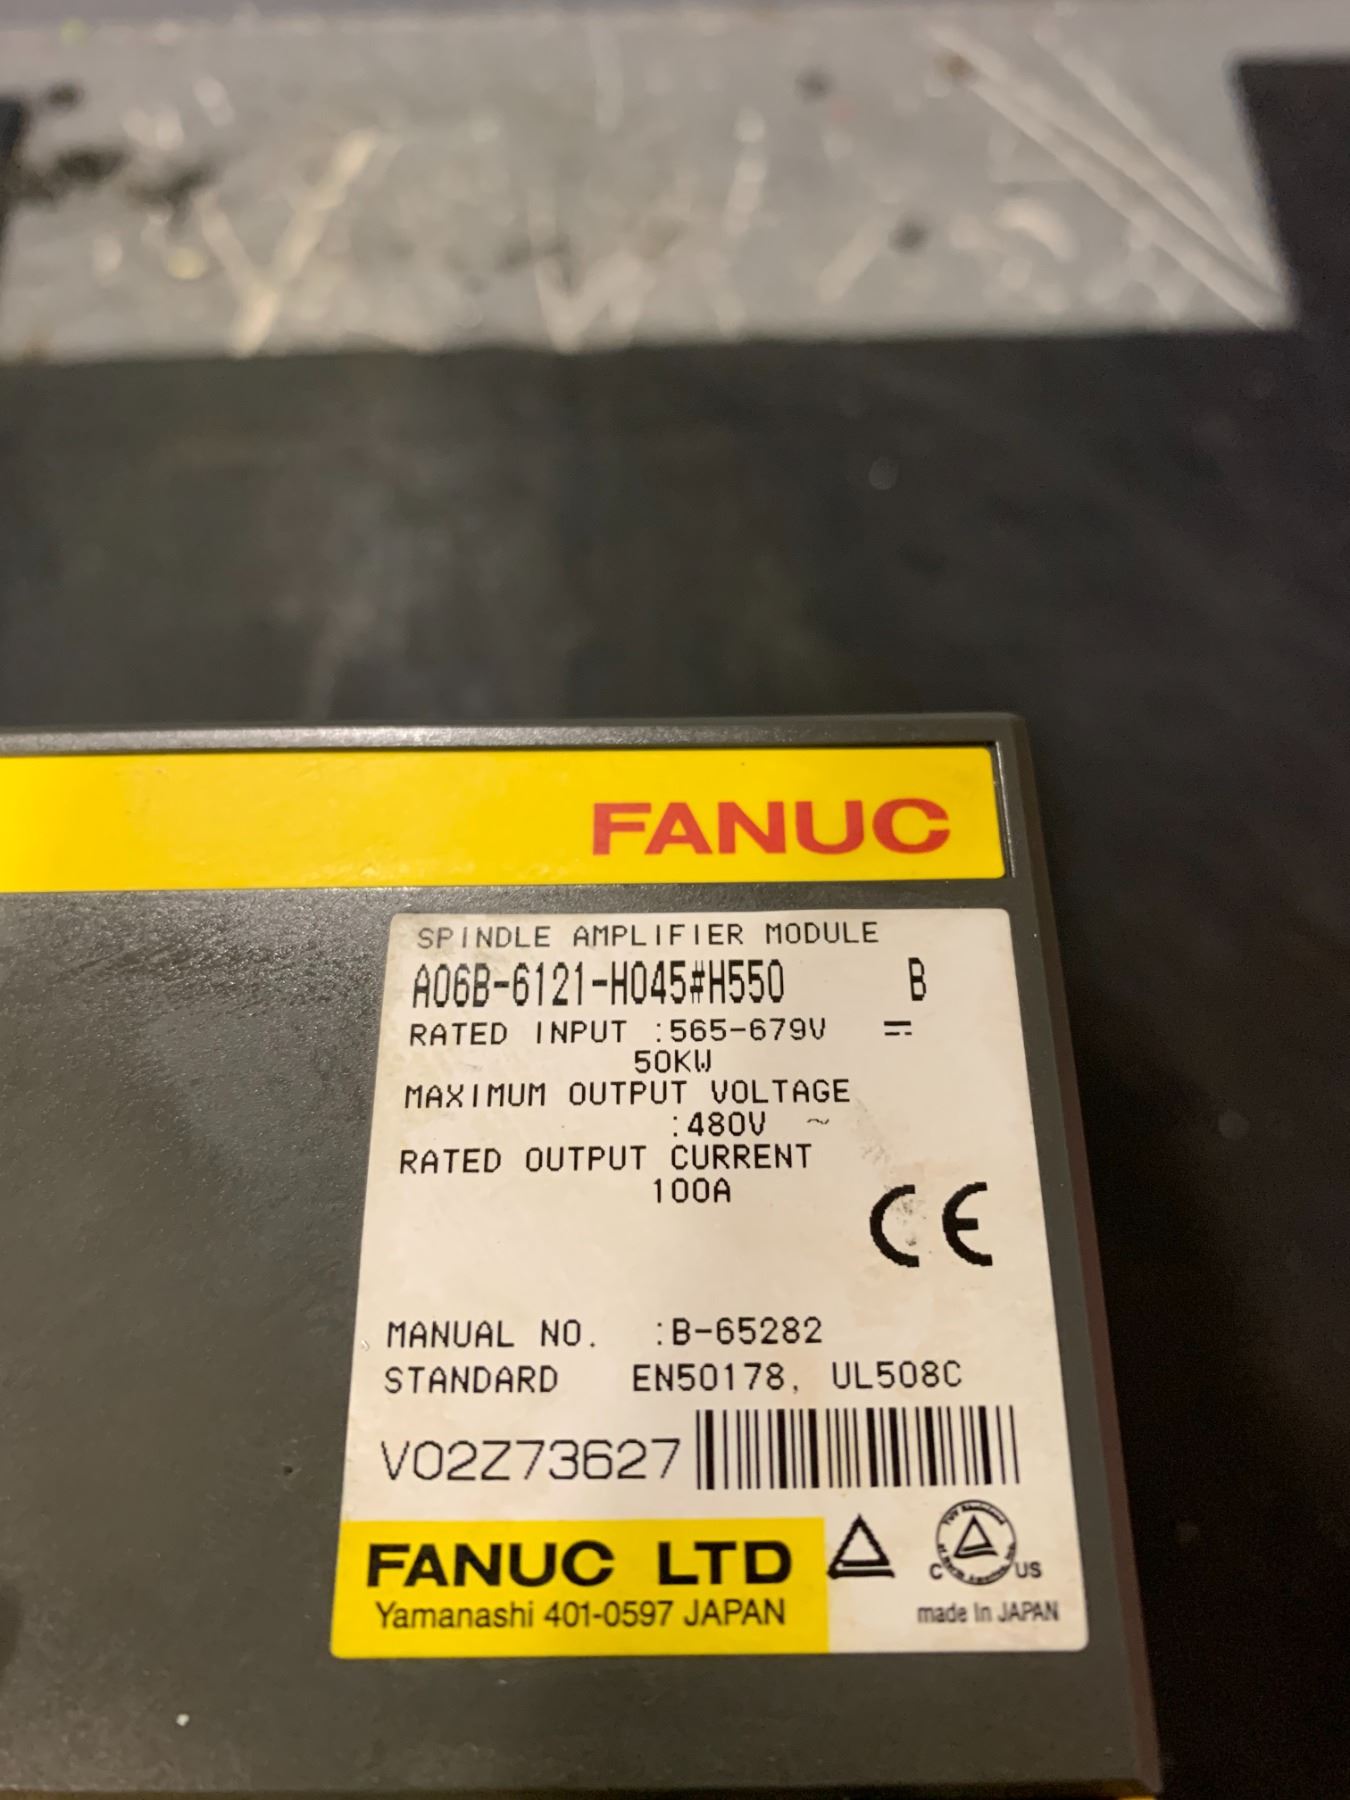 FANUC
SPINDLE AMPLIFIER MODULE
A06B-6121-H045#H550 B
RATED INPUT :565-679V ⎓
50KW
MAXIMUM OUTPUT VOLTAGE
:480V ~
RATED OUTPUT CURRENT
100A
CE
MANUAL NO. :B-65282
STANDARD EN50178, UL508C
V02Z73627
FANUC LTD
Yamanashi 401-0597 JAPAN
C US
made In JAPAN